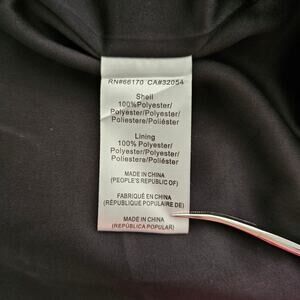 RN#66170 CA#32054
Shell
100%Polyester/
Polyester/Polyester/
Poliestere/Poliéster
Lining
100% Polyester/
Polyester/Polyester/
Poliestere/Poliéster
MADE IN CHINA
(PEOPLE'S REPUBLIC OF)
FABRIQUÉ EN CHINA
(RÉPUBLIQUE POPULAIRE DE)
MADE IN CHINA
(REPÚBLICA POPULAR)